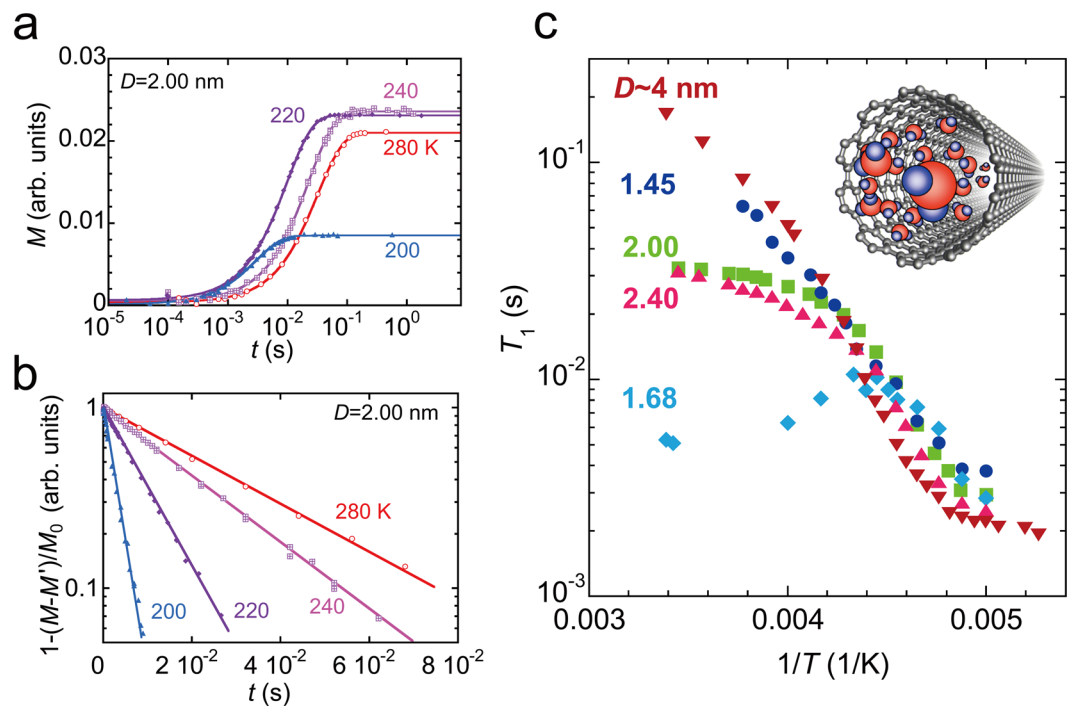 a
D=2.00 nm
0.03
0.02
0.01
0
M (arb. units)
240
220
280 K
200
10⁻⁵ 10⁻⁴ 10⁻³ 10⁻² 10⁻¹ 10⁰
t (s)
b
D=2.00 nm
1
0.1
1-(M-M')/M₀ (arb. units)
280 K
200
220
240
0 2 10⁻² 4 10⁻² 6 10⁻² 8 10⁻²
t (s)
c
D~4 nm
1.45
2.00
2.40
1.68
10⁻¹
10⁻²
10⁻³
T₁ (s)
0.003 0.004 0.005
1/T (1/K)